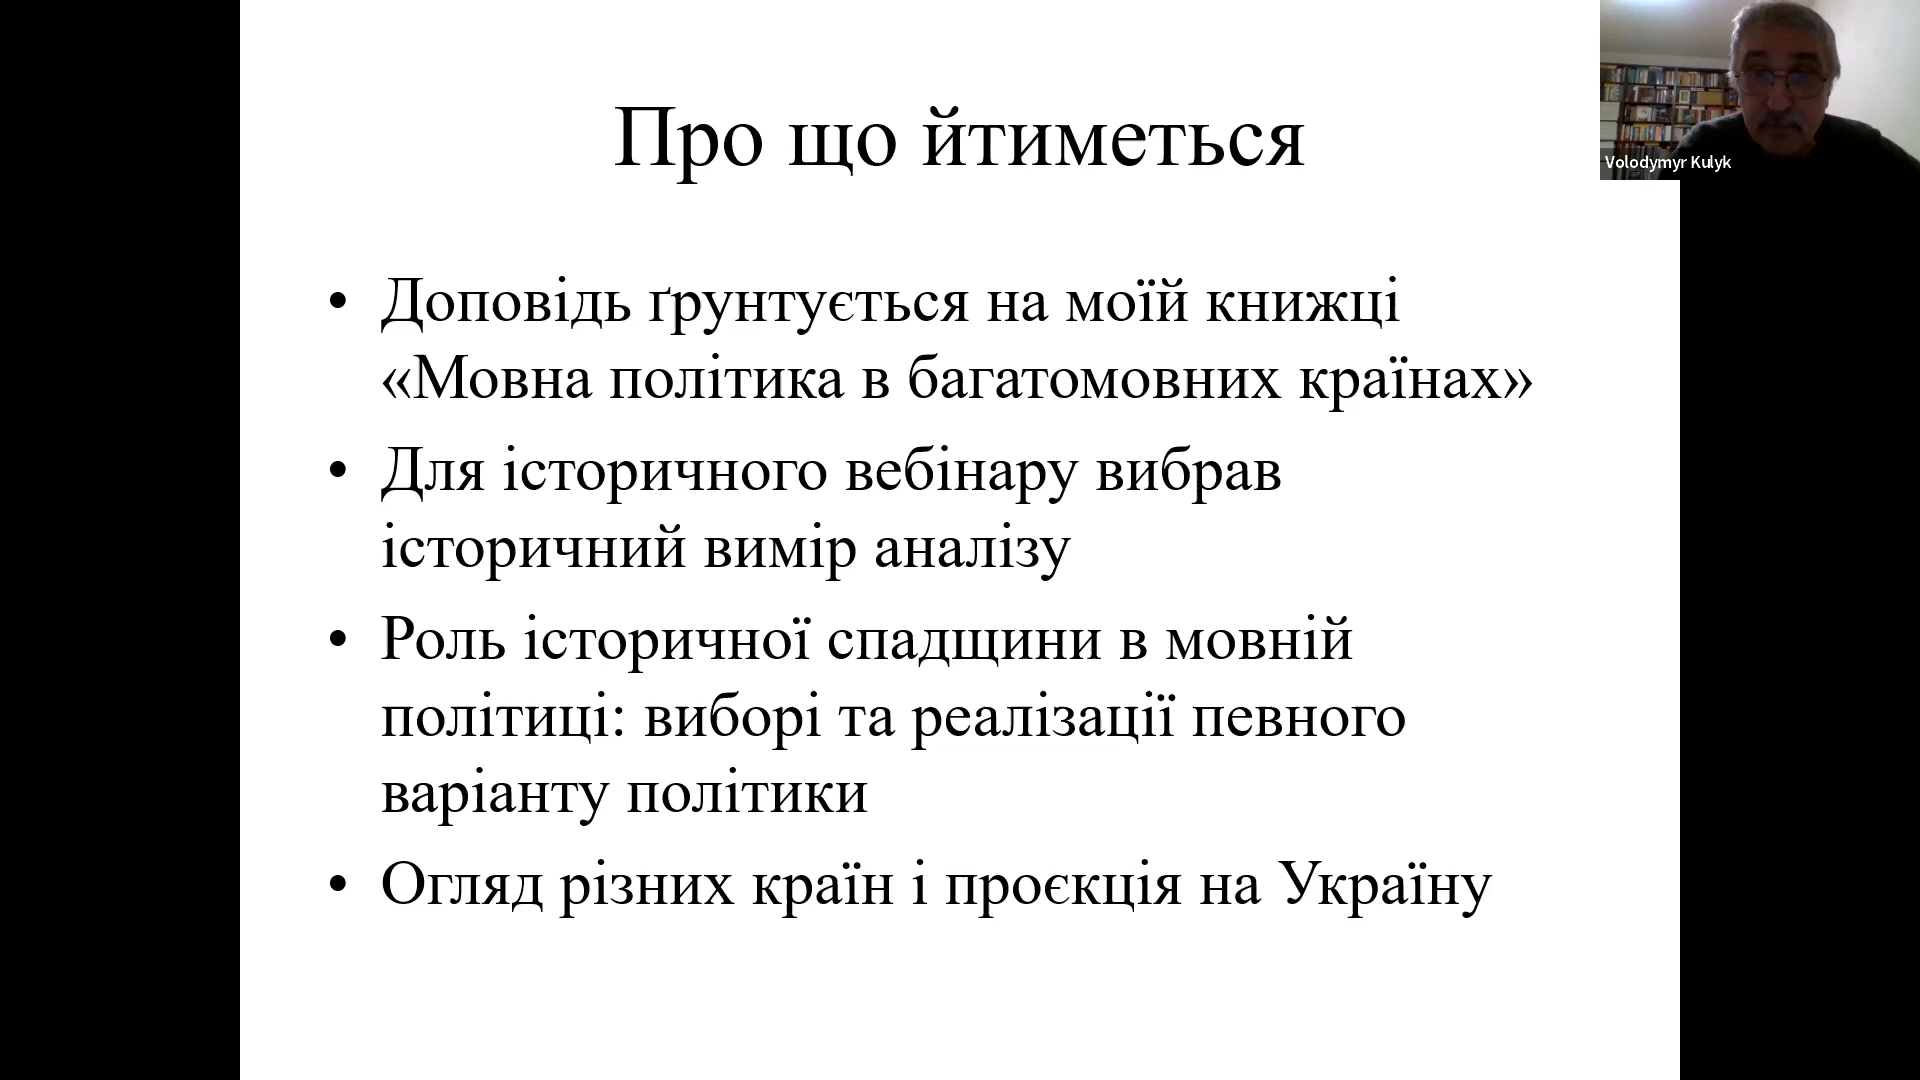 Про що йтиметься
Volodymyr Kulyk
• Доповідь ґрунтується на моїй книжці
«Мовна політика в багатомовних країнах»
• Для історичного вебінару вибрав
історичний вимір аналізу
• Роль історичної спадщини в мовній
політиці: виборі та реалізації певного
варіанту політики
• Огляд різних країн і проєкція на Україну